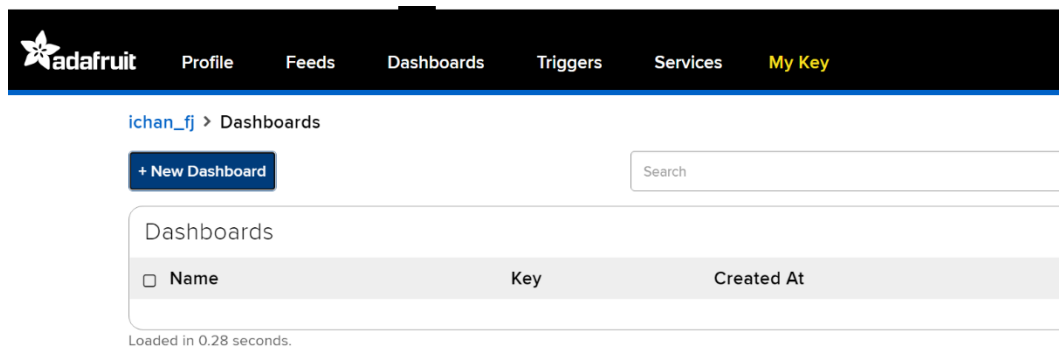 adafruit Profile Feeds Dashboards Triggers Services My Key
ichan_fj > Dashboards
+ New Dashboard Search
Dashboards
Name Key Created At
Loaded in 0.28 seconds.